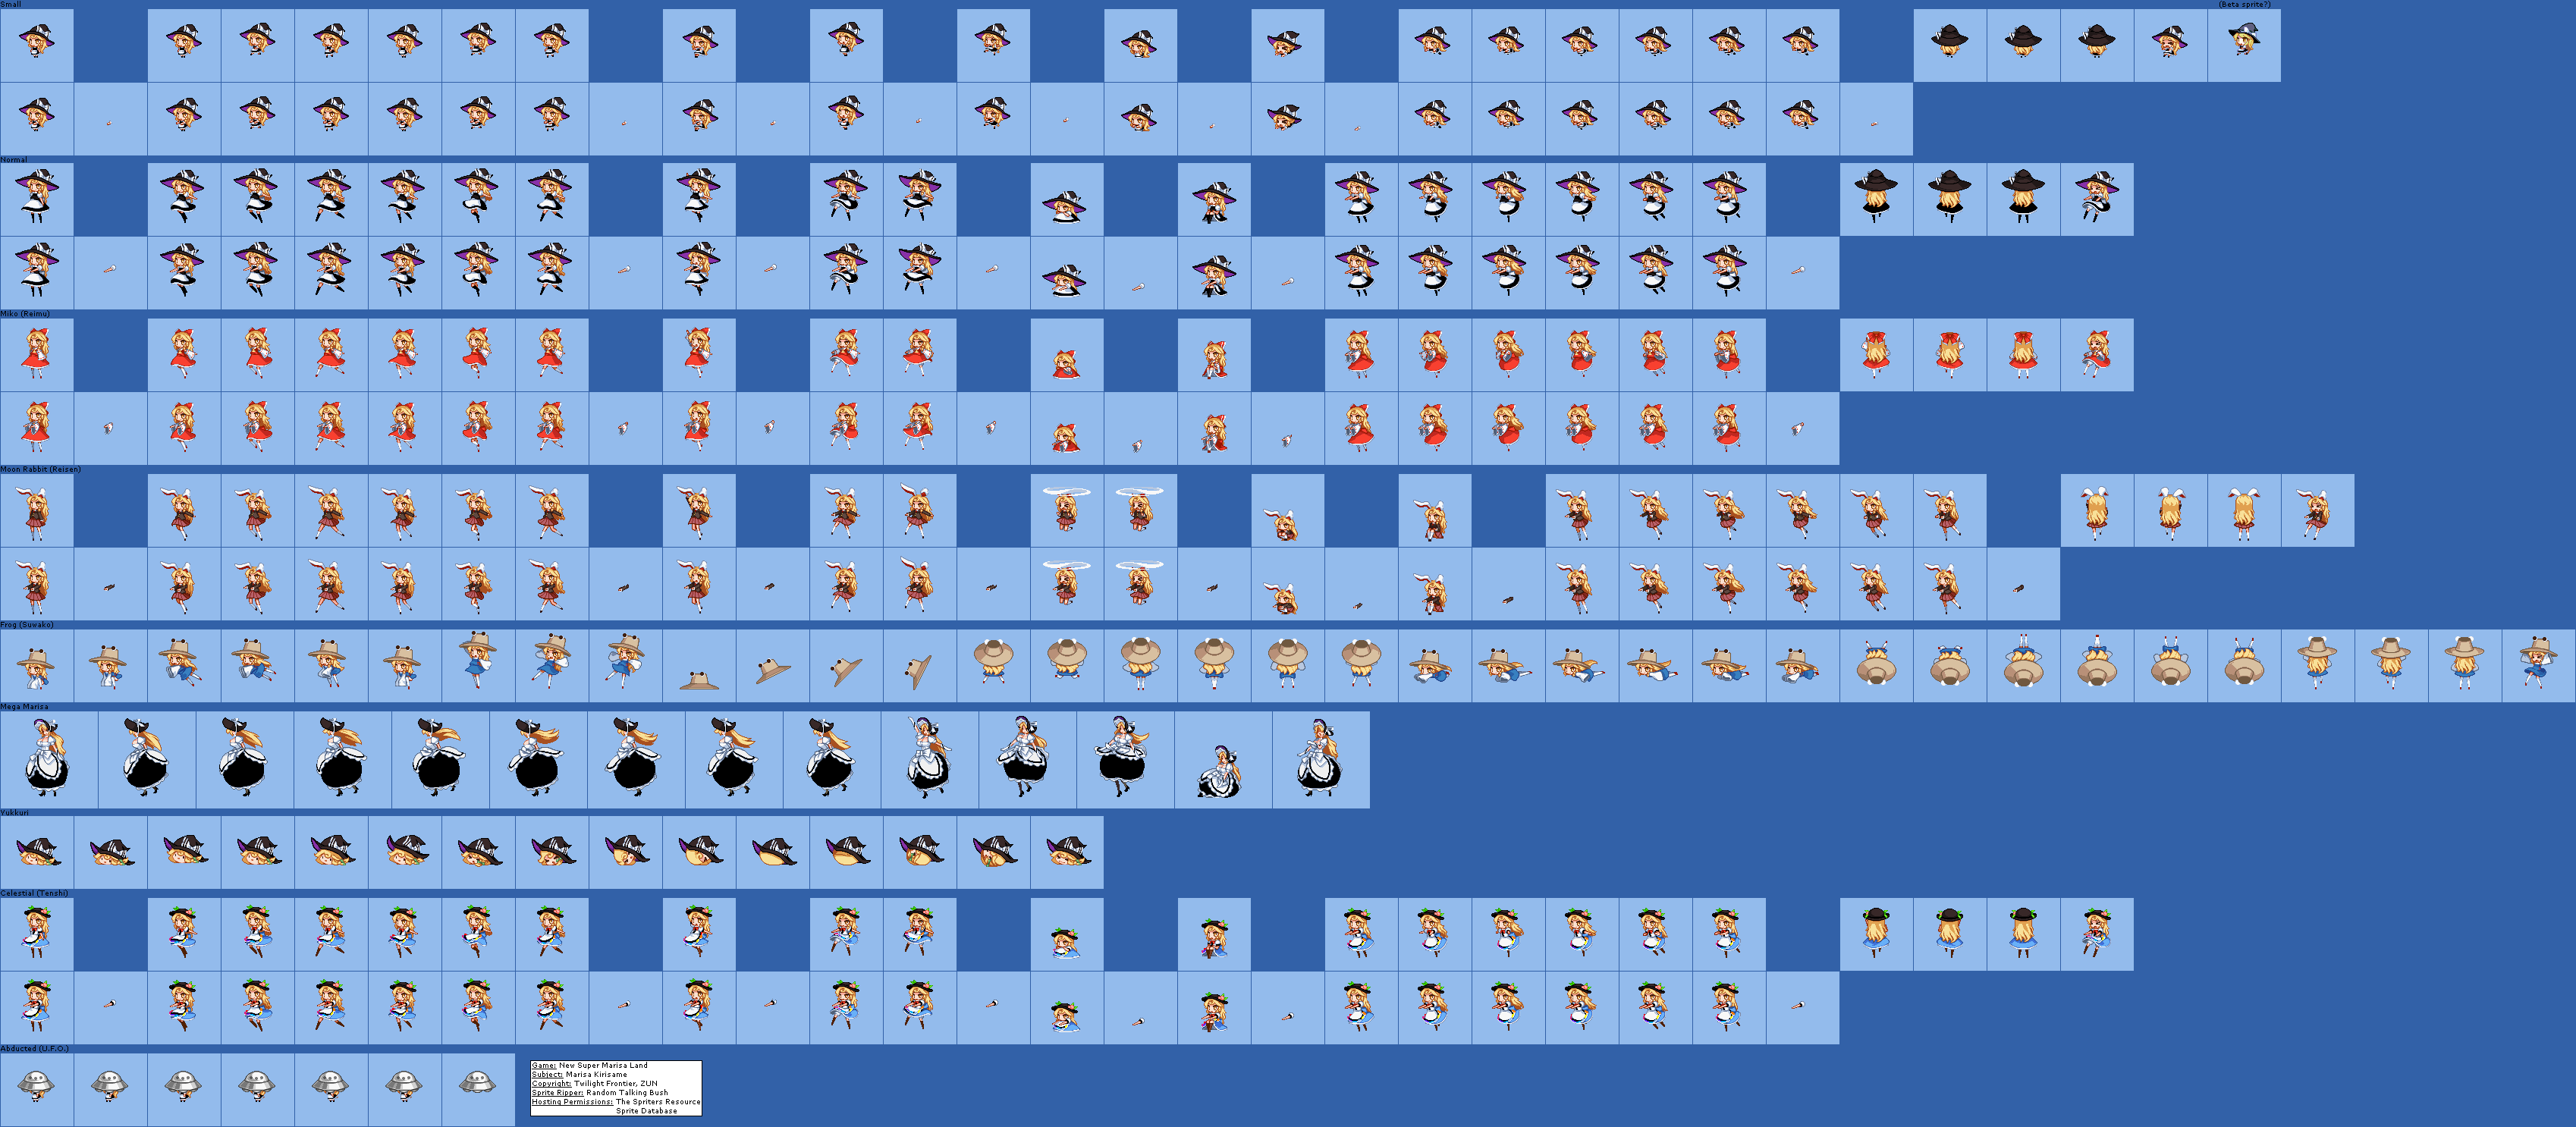 Small
(Beta sprite?)
Normal
Miko (Reimu)
Moon Rabbit (Reisen)
Frog (Suwako)
Mega Marisa
Yukkuri
Celestial (Tenshi)
Abducted (U.F.O.)
Game: New Super Marisa Land
Subject: Marisa Kirisame
Copyright: Twilight Frontier, ZUN
Sprite Ripper: Random Talking Bush
Hosting Permissions: The Spriters Resource
Sprite Database